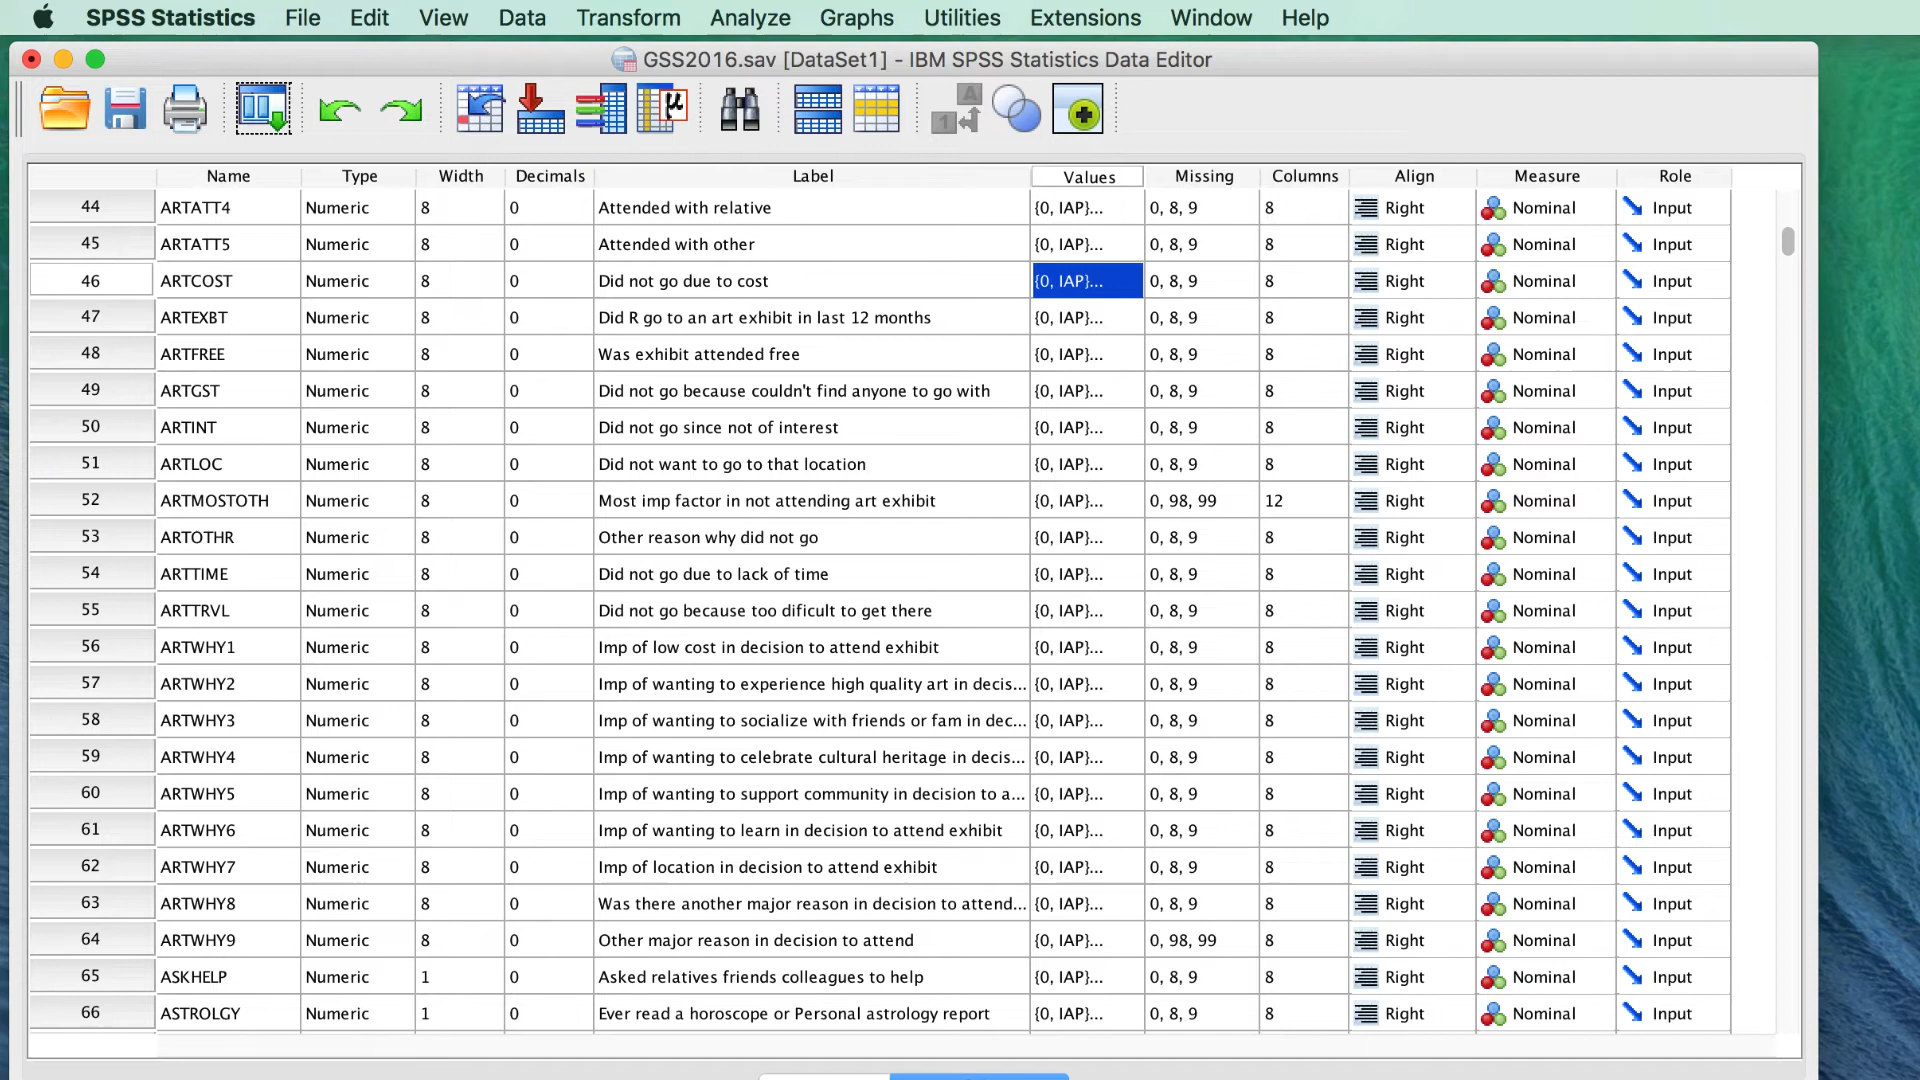 SPSS Statistics File Edit View Data Transform Analyze Graphs Utilities Extensions Window Help
GSS2016.sav [DataSet1] - IBM SPSS Statistics Data Editor
μ A 1
Name Type Width Decimals Label Values Missing Columns Align Measure Role
44 ARTATT4 Numeric 8 0 Attended with relative {0, IAP}... 0, 8, 9 8 Right Nominal Input
45 ARTATT5 Numeric 8 0 Attended with other {0, IAP}... 0, 8, 9 8 Right Nominal Input
46 ARTCOST Numeric 8 0 Did not go due to cost {0, IAP}... 0, 8, 9 8 Right Nominal Input
47 ARTEXBT Numeric 8 0 Did R go to an art exhibit in last 12 months {0, IAP}... 0, 8, 9 8 Right Nominal Input
48 ARTFREE Numeric 8 0 Was exhibit attended free {0, IAP}... 0, 8, 9 8 Right Nominal Input
49 ARTGST Numeric 8 0 Did not go because couldn't find anyone to go with {0, IAP}... 0, 8, 9 8 Right Nominal Input
50 ARTINT Numeric 8 0 Did not go since not of interest {0, IAP}... 0, 8, 9 8 Right Nominal Input
51 ARTLOC Numeric 8 0 Did not want to go to that location {0, IAP}... 0, 8, 9 8 Right Nominal Input
52 ARTMOSTOTH Numeric 8 0 Most imp factor in not attending art exhibit {0, IAP}... 0, 98, 99 12 Right Nominal Input
53 ARTOTHR Numeric 8 0 Other reason why did not go {0, IAP}... 0, 8, 9 8 Right Nominal Input
54 ARTTIME Numeric 8 0 Did not go due to lack of time {0, IAP}... 0, 8, 9 8 Right Nominal Input
55 ARTTRVL Numeric 8 0 Did not go because too dificult to get there {0, IAP}... 0, 8, 9 8 Right Nominal Input
56 ARTWHY1 Numeric 8 0 Imp of low cost in decision to attend exhibit {0, IAP}... 0, 8, 9 8 Right Nominal Input
57 ARTWHY2 Numeric 8 0 Imp of wanting to experience high quality art in decis... {0, IAP}... 0, 8, 9 8 Right Nominal Input
58 ARTWHY3 Numeric 8 0 Imp of wanting to socialize with friends or fam in dec... {0, IAP}... 0, 8, 9 8 Right Nominal Input
59 ARTWHY4 Numeric 8 0 Imp of wanting to celebrate cultural heritage in decis... {0, IAP}... 0, 8, 9 8 Right Nominal Input
60 ARTWHY5 Numeric 8 0 Imp of wanting to support community in decision to a... {0, IAP}... 0, 8, 9 8 Right Nominal Input
61 ARTWHY6 Numeric 8 0 Imp of wanting to learn in decision to attend exhibit {0, IAP}... 0, 8, 9 8 Right Nominal Input
62 ARTWHY7 Numeric 8 0 Imp of location in decision to attend exhibit {0, IAP}... 0, 8, 9 8 Right Nominal Input
63 ARTWHY8 Numeric 8 0 Was there another major reason in decision to attend... {0, IAP}... 0, 8, 9 8 Right Nominal Input
64 ARTWHY9 Numeric 8 0 Other major reason in decision to attend {0, IAP}... 0, 98, 99 8 Right Nominal Input
65 ASKHELP Numeric 1 0 Asked relatives friends colleagues to help {0, IAP}... 0, 8, 9 8 Right Nominal Input
66 ASTROLGY Numeric 1 0 Ever read a horoscope or Personal astrology report {0, IAP}... 0, 8, 9 8 Right Nominal Input